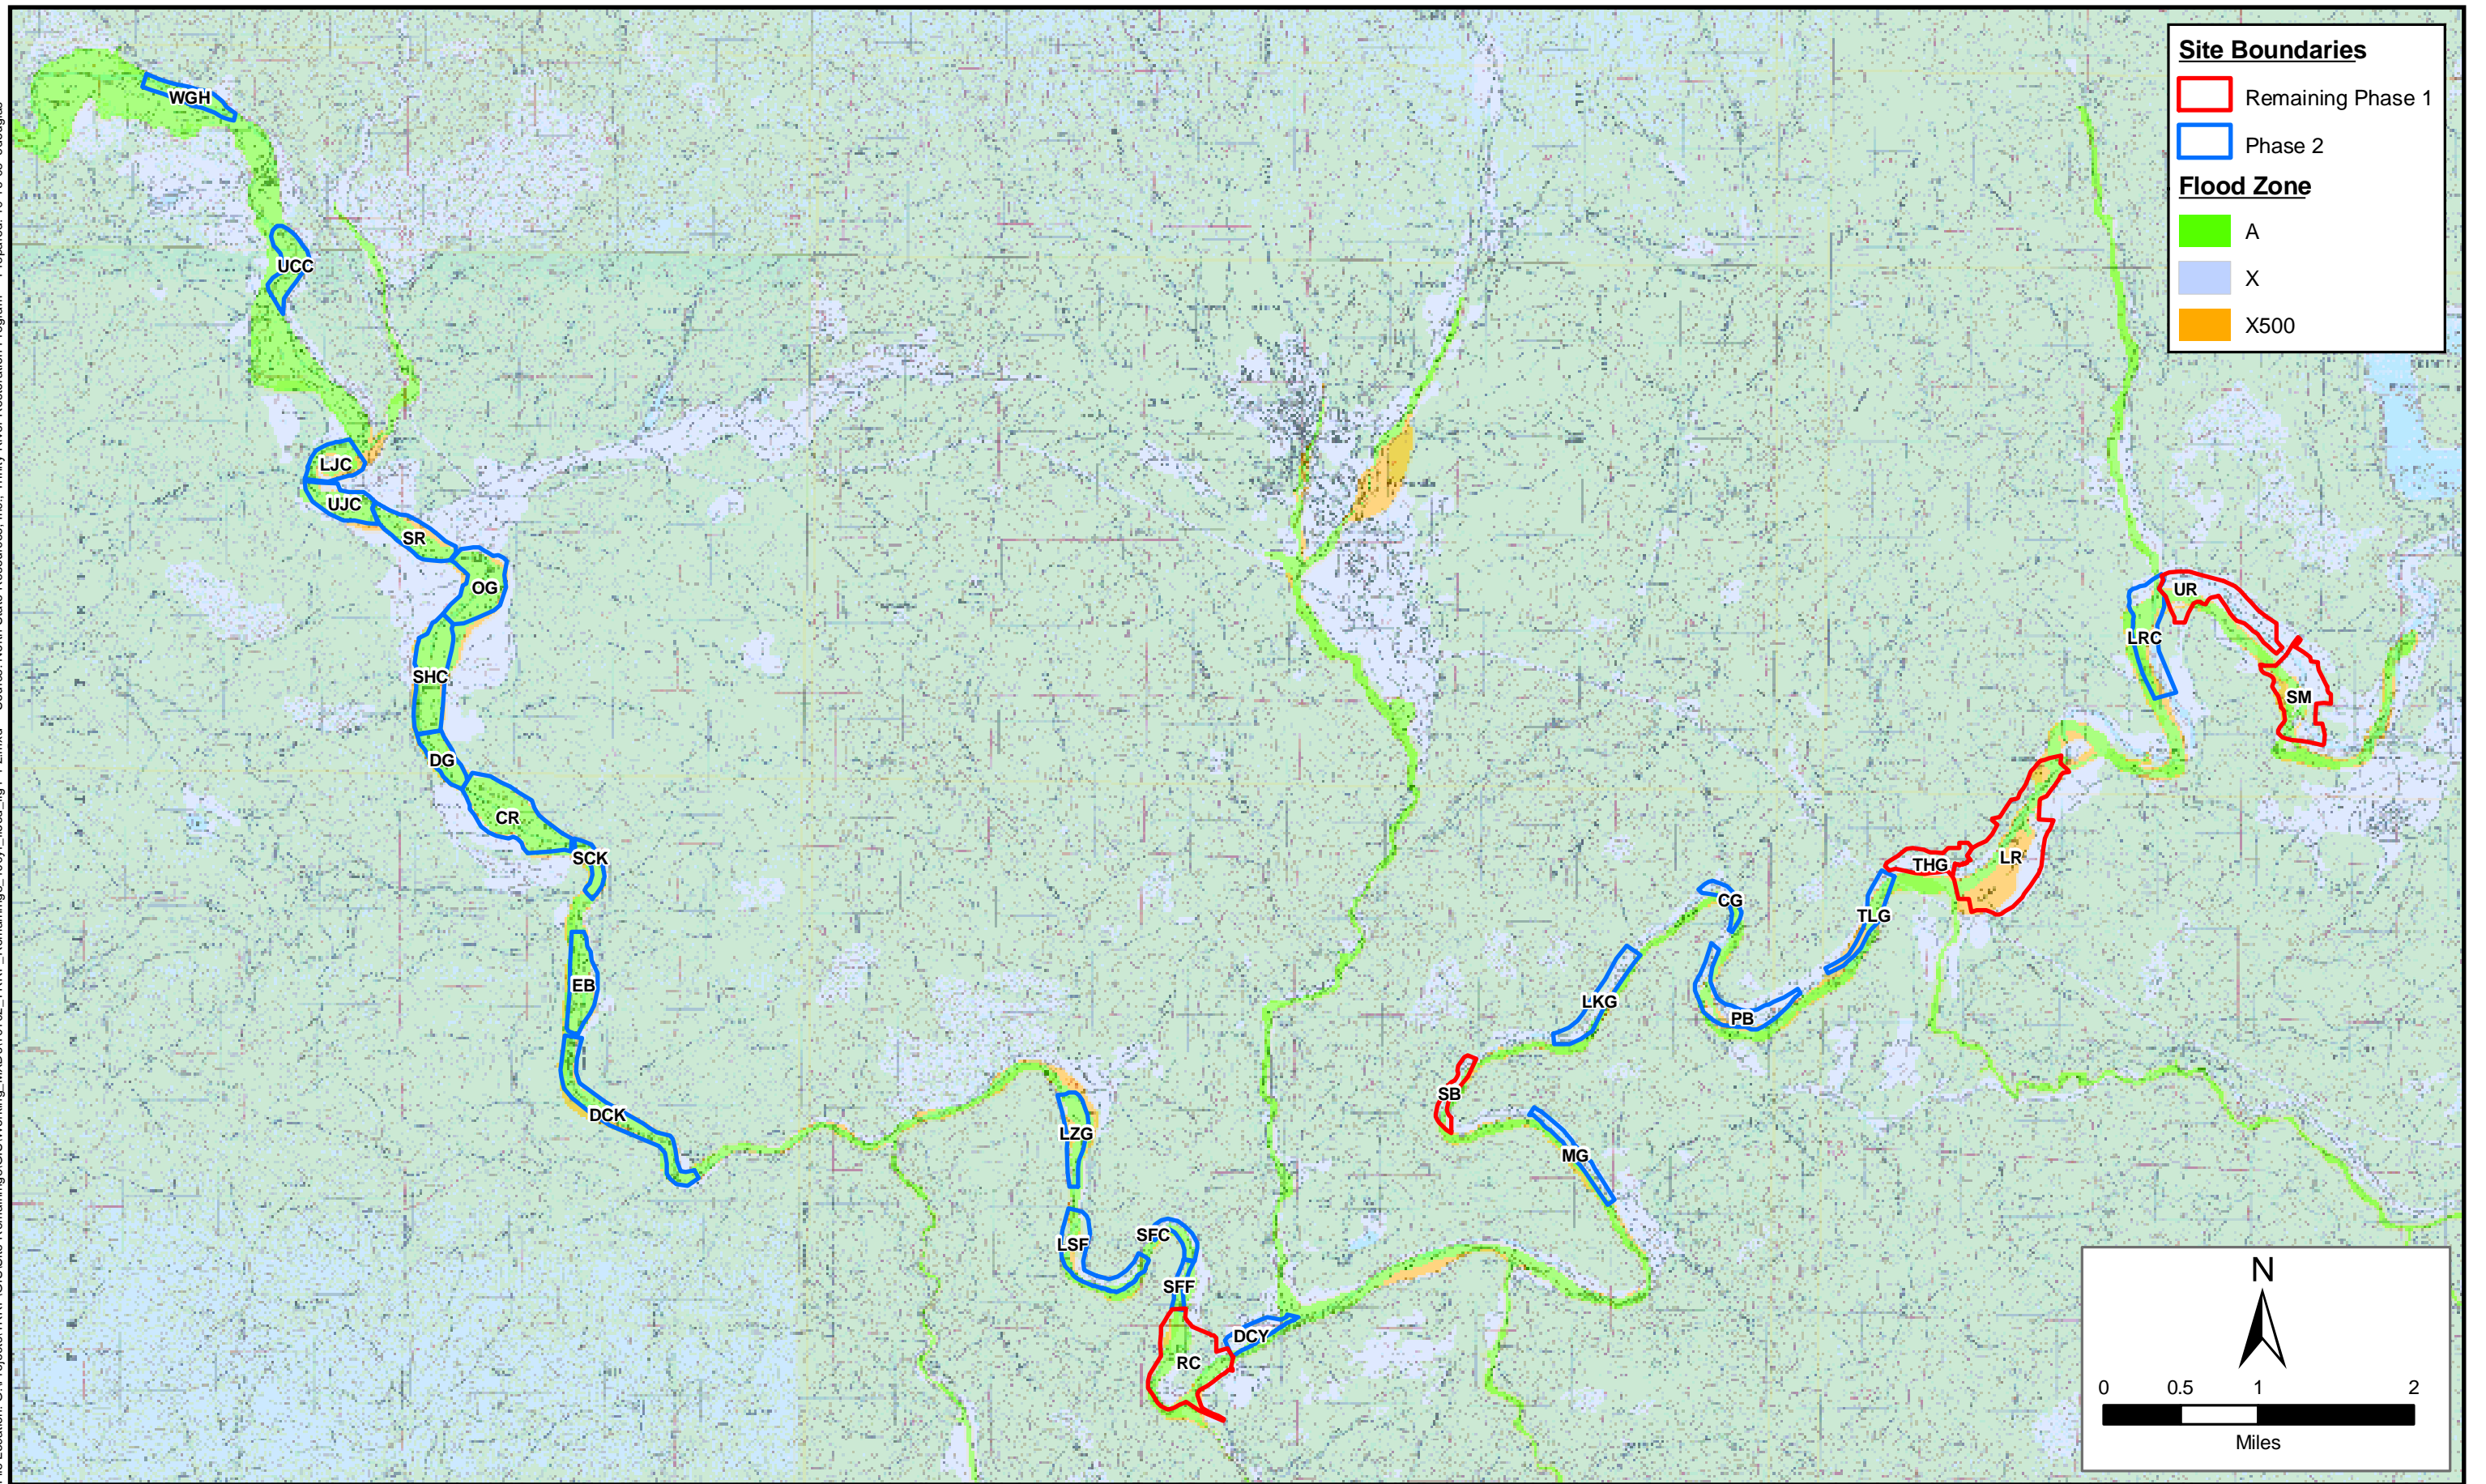 Site Boundaries
Remaining Phase 1
Phase 2
Flood Zone
A
X
X500
WGH
UCC
LJC
UJC
SR
OG
SHC
DG
CR
SCK
EB
DCK
LZG
LSF
SFC
SFF
RC
DCY
SB
MG
LKG
CG
PB
TLG
THG
LR
LRC
UR
SM
N
0 0.5 1 2
Miles